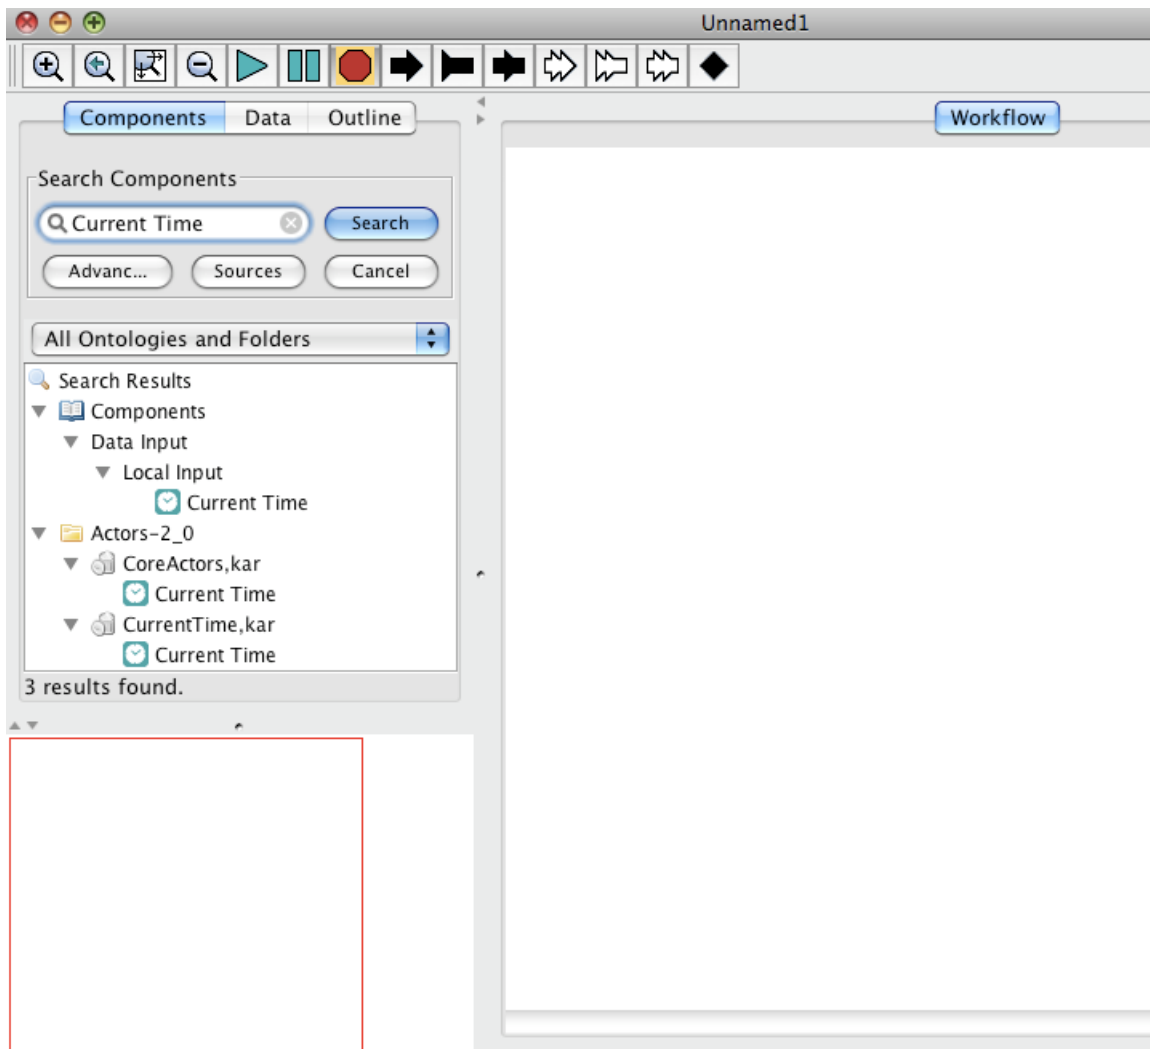 Unnamed1
Components Data Outline
Workflow
Search Components
Current Time
Search
Advanc... Sources Cancel
All Ontologies and Folders
Search Results
Components
Data Input
Local Input
Current Time
Actors-2_0
CoreActors,kar
Current Time
CurrentTime,kar
Current Time
3 results found.